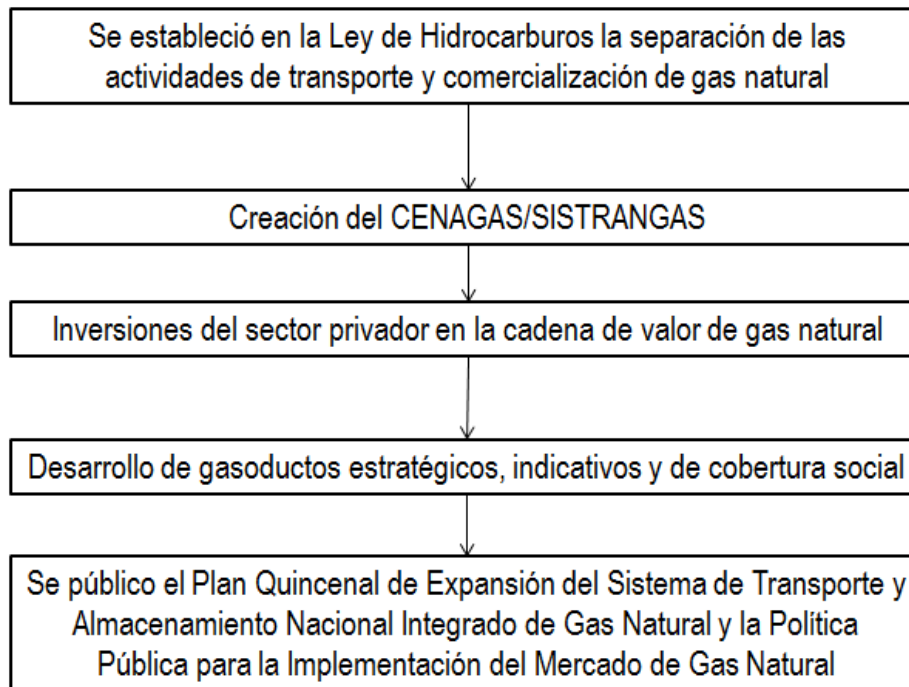 Se estableció en la Ley de Hidrocarburos la separación de las
actividades de transporte y comercialización de gas natural
Creación del CENAGAS/SISTRANGAS
Inversiones del sector privador en la cadena de valor de gas natural
Desarrollo de gasoductos estratégicos, indicativos y de cobertura social
Se público el Plan Quincenal de Expansión del Sistema de Transporte y
Almacenamiento Nacional Integrado de Gas Natural y la Política
Pública para la Implementación del Mercado de Gas Natural